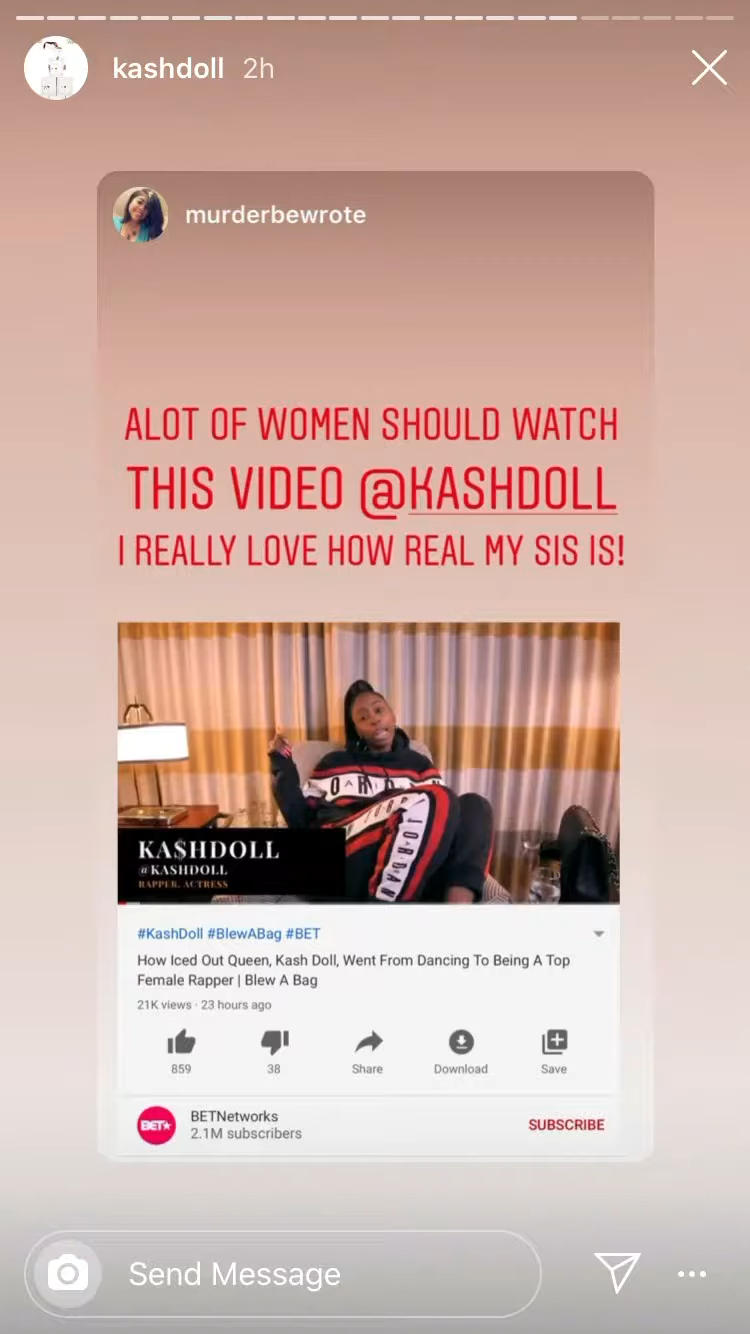 kashdoll 2h
murderbewrote
ALOT OF WOMEN SHOULD WATCH
THIS VIDEO @KASHDOLL
I REALLY LOVE HOW REAL MY SIS IS!
JORDAN
KA$HDOLL
@KASHDOLL
RAPPER, ACTRESS
#KashDoll #BlewABag #BET
How Iced Out Queen, Kash Doll, Went From Dancing To Being A Top
Female Rapper | Blew A Bag
21K views · 23 hours ago
859 38 Share Download Save
BET★
BETNetworks
2.1M subscribers
SUBSCRIBE
Send Message